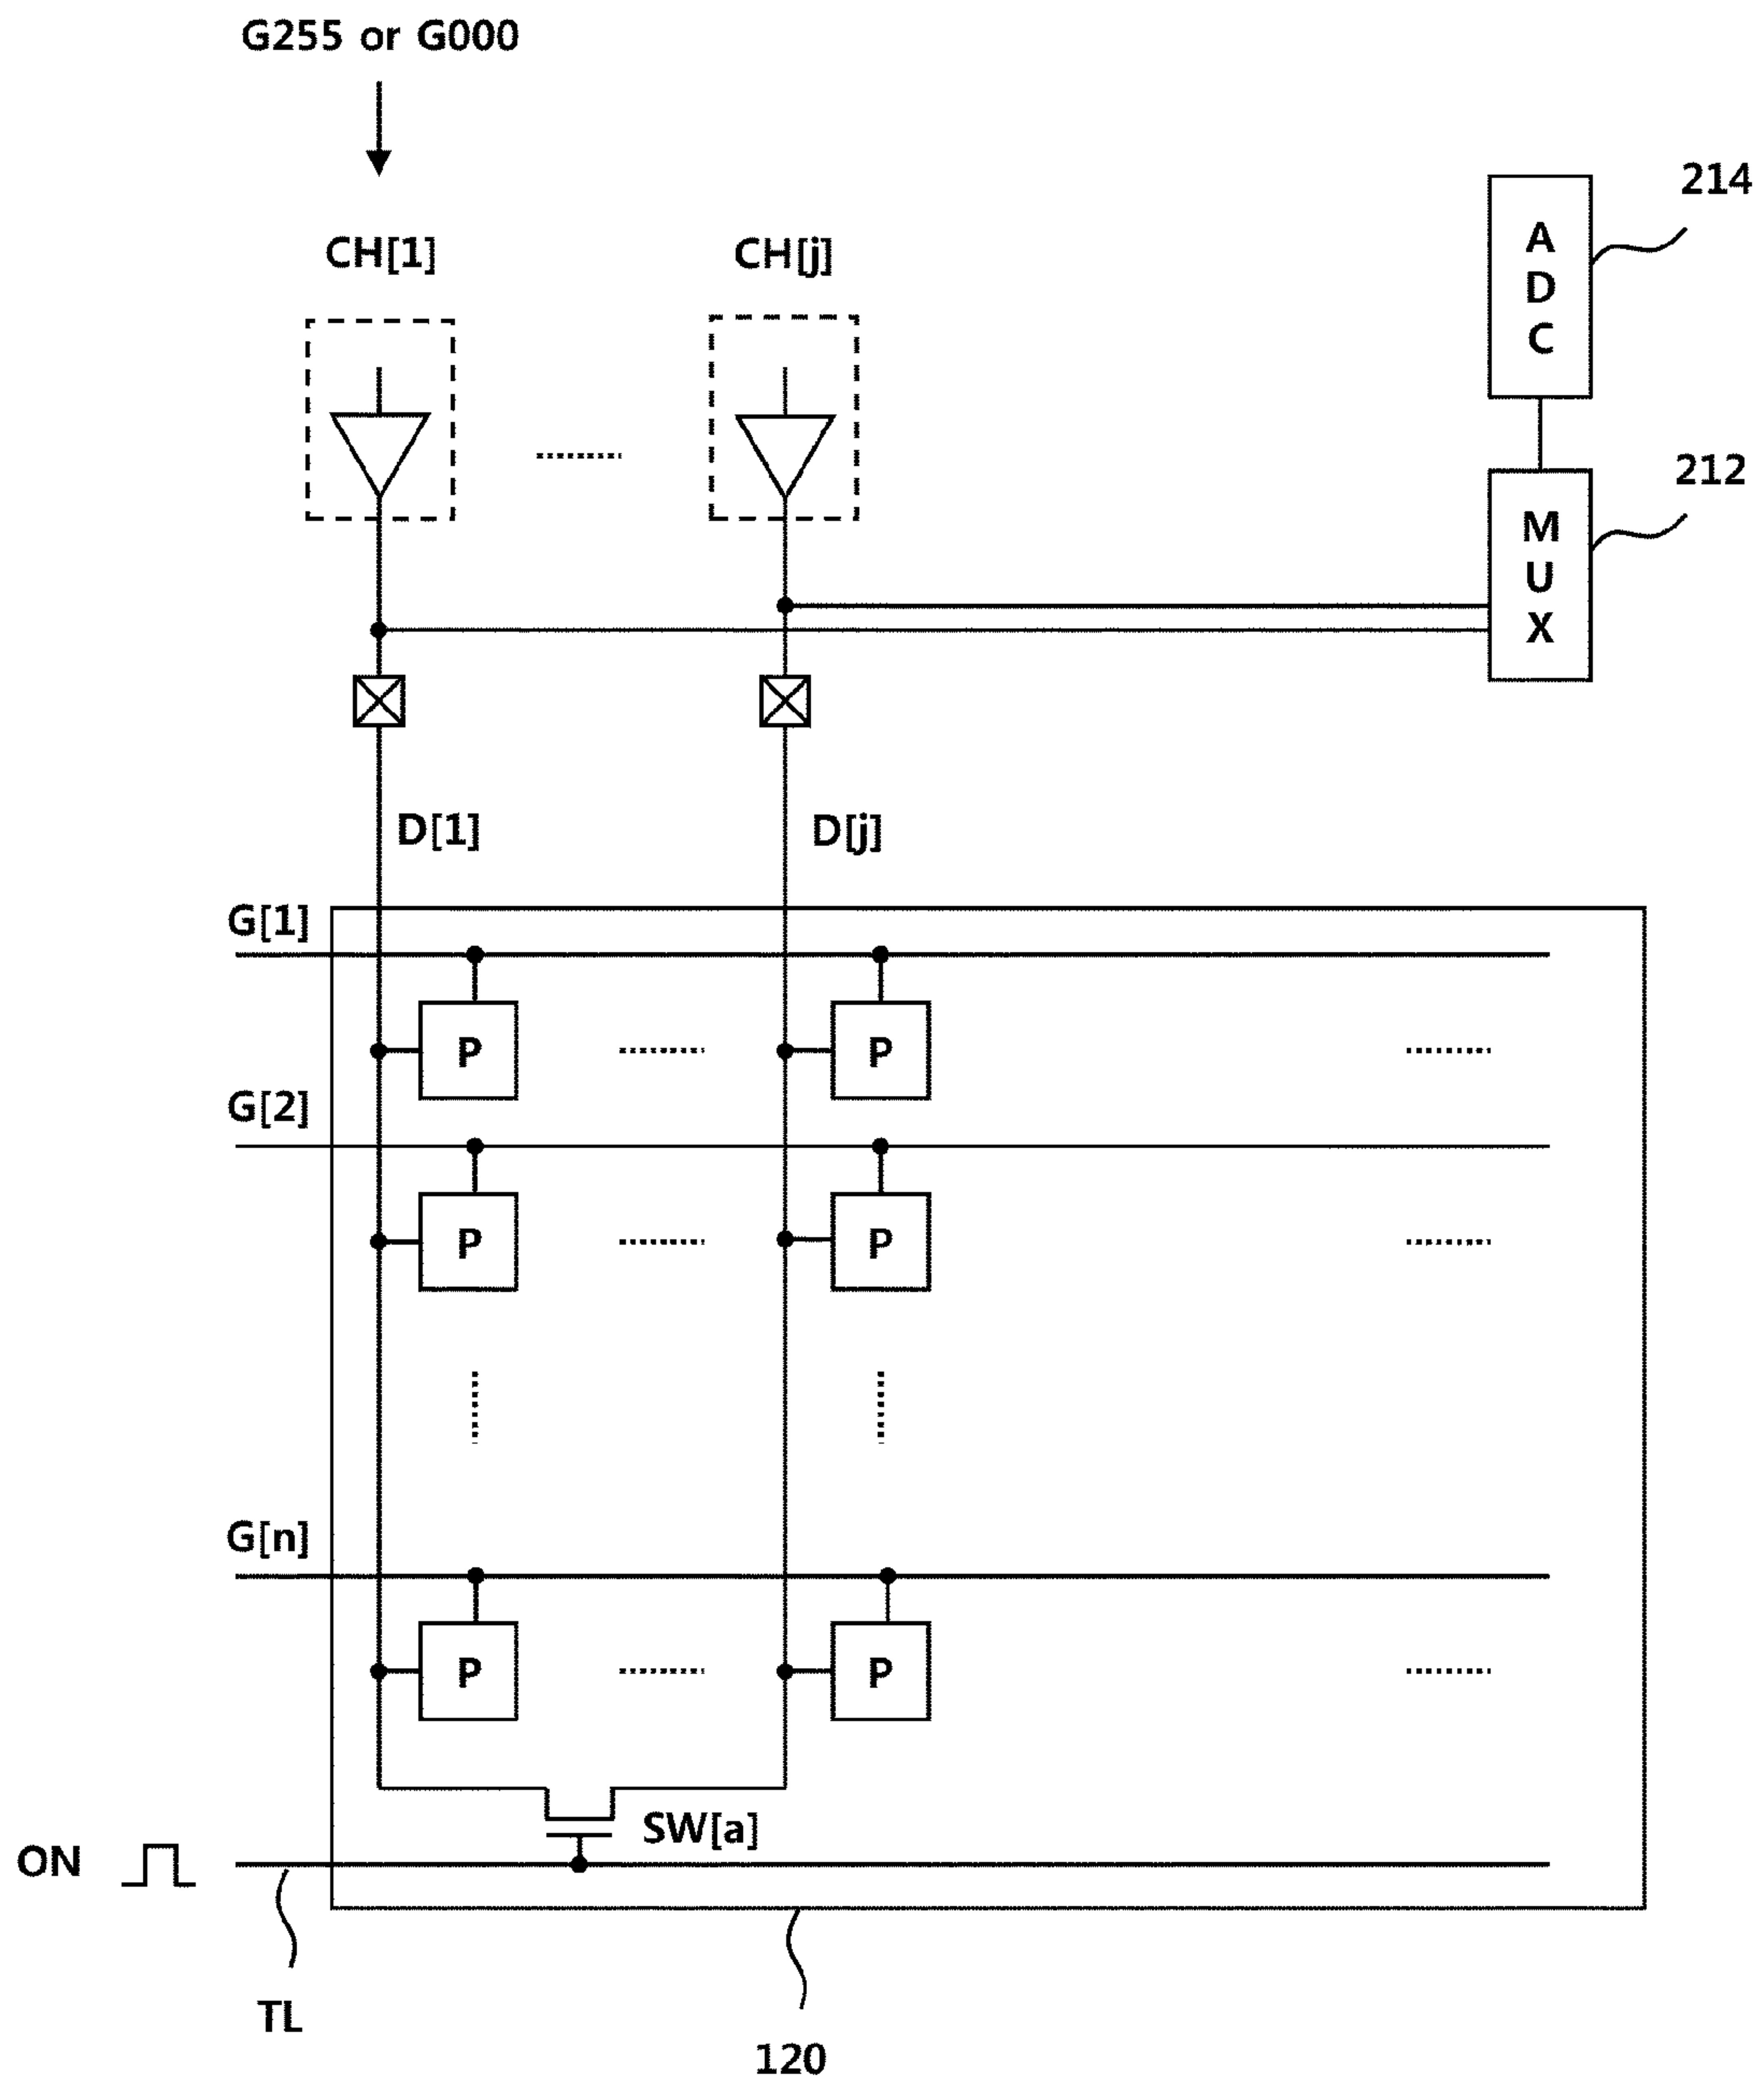 G255 or G000
214
CH[1]
CH[j]
A
D
C
212
M
U
X
D[1]
D[j]
G[1]
P
P
G[2]
P
P
G[n]
P
P
SW[a]
ON
TL
120